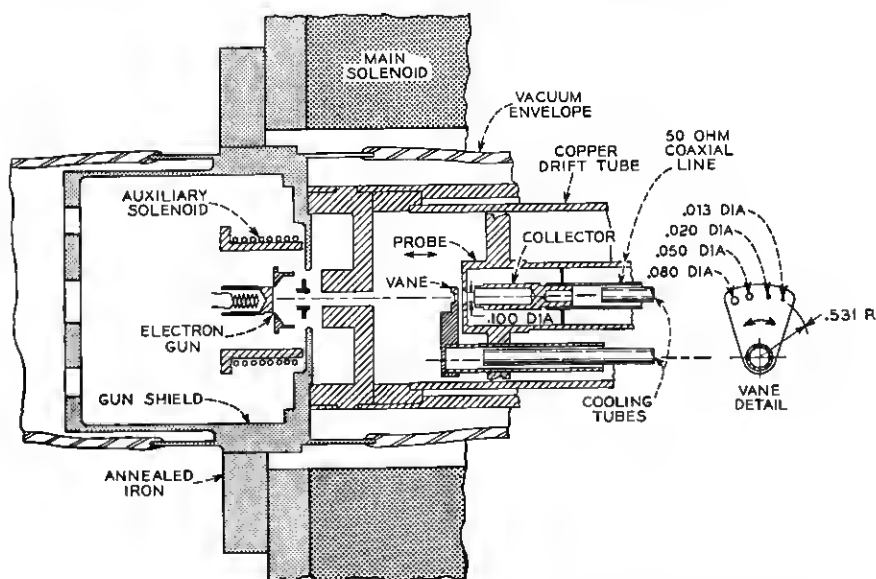 MAIN
SOLENOID
VACUUM
ENVELOPE
50 OHM
COAXIAL
LINE
COPPER
DRIFT TUBE
AUXILIARY
SOLENOID
PROBE
COLLECTOR
.013 DIA
.020 DIA
.050 DIA
.080 DIA
VANE
.100 DIA
.531 R
ELECTRON
GUN
GUN SHIELD
COOLING
TUBES
VANE
DETAIL
ANNEALED
IRON